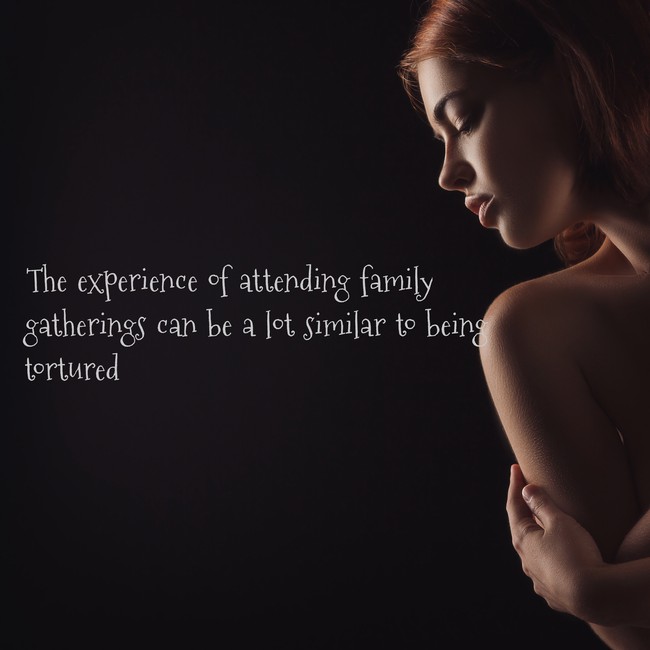 The experience of attending family
gatherings can be a lot similar to being
tortured